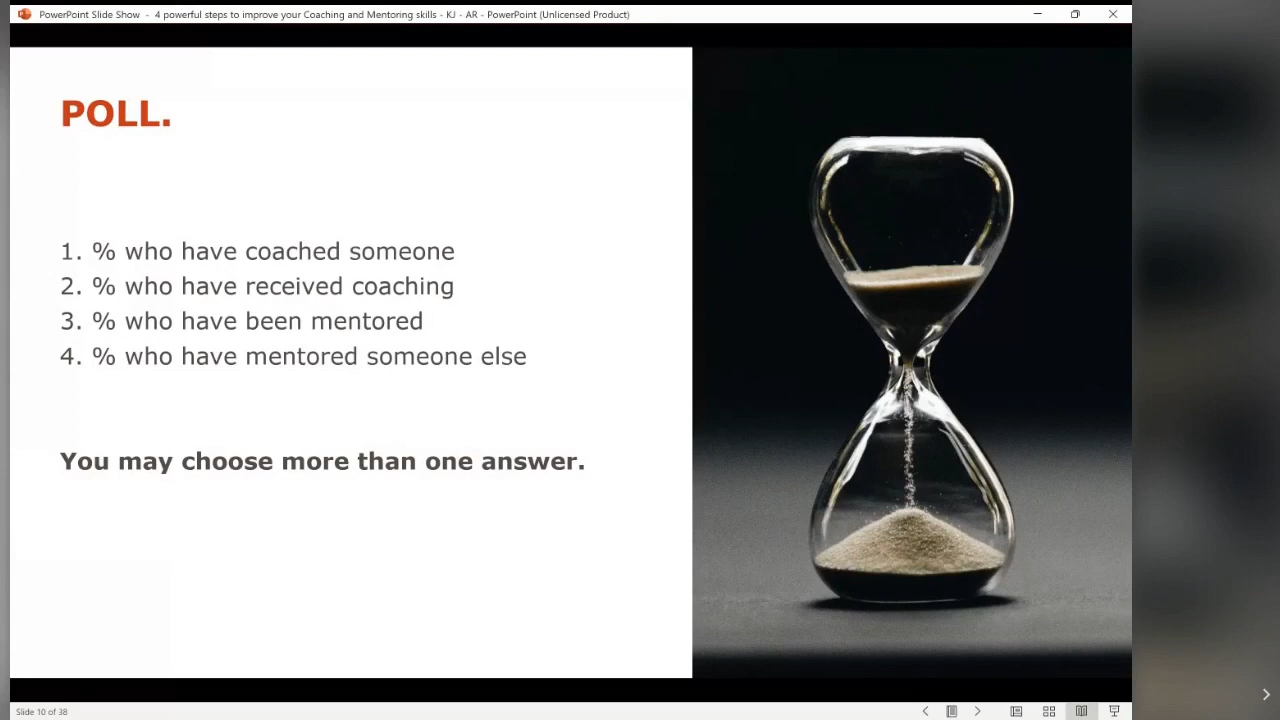 PowerPoint Slide Show - 4 powerful steps to improve your Coaching and Mentoring skills - KJ - AR - PowerPoint (Unlicensed Product)
POLL.
1. % who have coached someone
2. % who have received coaching
3. % who have been mentored
4. % who have mentored someone else
You may choose more than one answer.
Slide 10 of 38